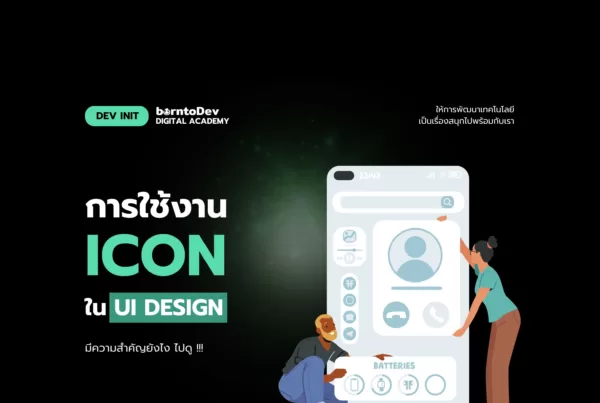 DEV INIT
borntoDev
DIGITAL ACADEMY
ให้การพัฒนาเทคโนโลยี
เป็นเรื่องสนุกไปพร้อมกับเรา
การใช้งาน
ICON
ใน UI DESIGN
มีความสำคัญยังไง ไปดู !!!
BATTERIES